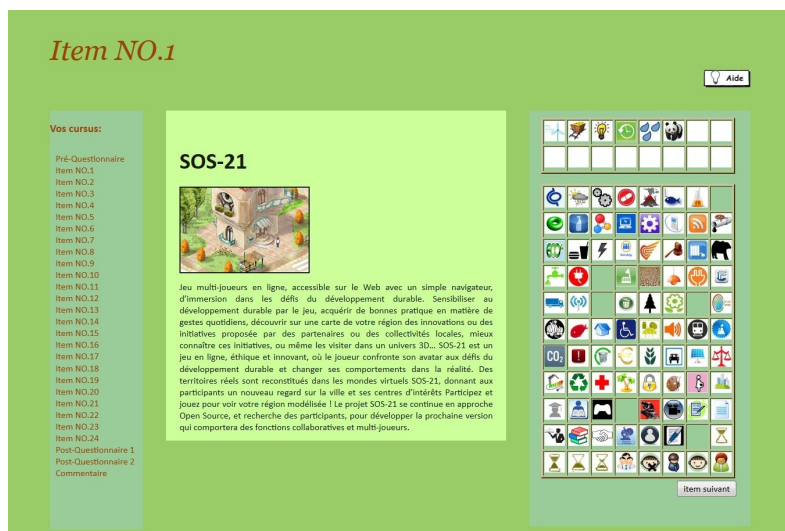 Item NO.1
Aide
Vos cursus:
Pré-Questionnaire
Item NO.1
Item NO.2
Item NO.3
Item NO.4
Item NO.5
Item NO.6
Item NO.7
Item NO.8
Item NO.9
Item NO.10
Item NO.11
Item NO.12
Item NO.13
Item NO.14
Item NO.15
Item NO.16
Item NO.17
Item NO.18
Item NO.19
Item NO.20
Item NO.21
Item NO.22
Item NO.23
Item NO.24
Post-Questionnaire 1
Post-Questionnaire 2
Commentaire
SOS-21
Jeu multi-joueurs en ligne, accessible sur le Web avec un simple navigateur,
d'immersion dans les défis du développement durable. Sensibiliser au
développement durable par le jeu, acquérir de bonnes pratique en matière de
gestes quotidiens, découvrir sur une carte de votre région des innovations ou des
initiatives proposée par des partenaires ou des collectivités locales, mieux
connaître ces initiatives, ou même les visiter dans un univers 3D... SOS-21 est un
jeu en ligne, éthique et innovant, où le joueur confronte son avatar aux défis du
développement durable et changer ses comportements dans la réalité. Des
territoires réels sont reconstitués dans les mondes virtuels SOS-21, donnant aux
participants un nouveau regard sur la ville et ses centres d'intérêts Participez et
jouez pour voir votre région modélisée ! Le projet SOS-21 se continue en approche
Open Source, et recherche des participants, pour développer la prochaine version
qui comportera des fonctions collaboratives et multi-joueurs.
CO2
item suivant